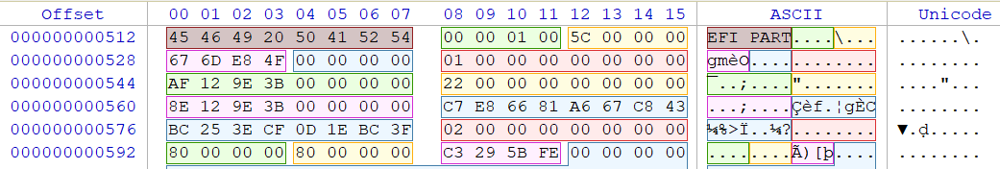 Offset 00 01 02 03 04 05 06 07 08 09 10 11 12 13 14 15 ASCII Unicode
000000000512 45 46 49 20 50 41 52 54 00 00 01 00 5C 00 00 00 EFI PART....\... ......\.
000000000528 67 6D E8 4F 00 00 00 00 01 00 00 00 00 00 00 00 gmèO............ ........
000000000544 AF 12 9E 3B 00 00 00 00 22 00 00 00 00 00 00 00 ¯..;...."....... ...."...
000000000560 8E 12 9E 3B 00 00 00 00 C7 E8 66 81 A6 67 C8 43 ...;....Çèf.¦gÈC ........
000000000576 BC 25 3E CF 0D 1E BC 3F 02 00 00 00 00 00 00 00 ¼%>Ï..¼?........ ▼.ḍ.....
000000000592 80 00 00 00 80 00 00 00 C3 29 5B FE 00 00 00 00 ........Ã)[þ.... ........